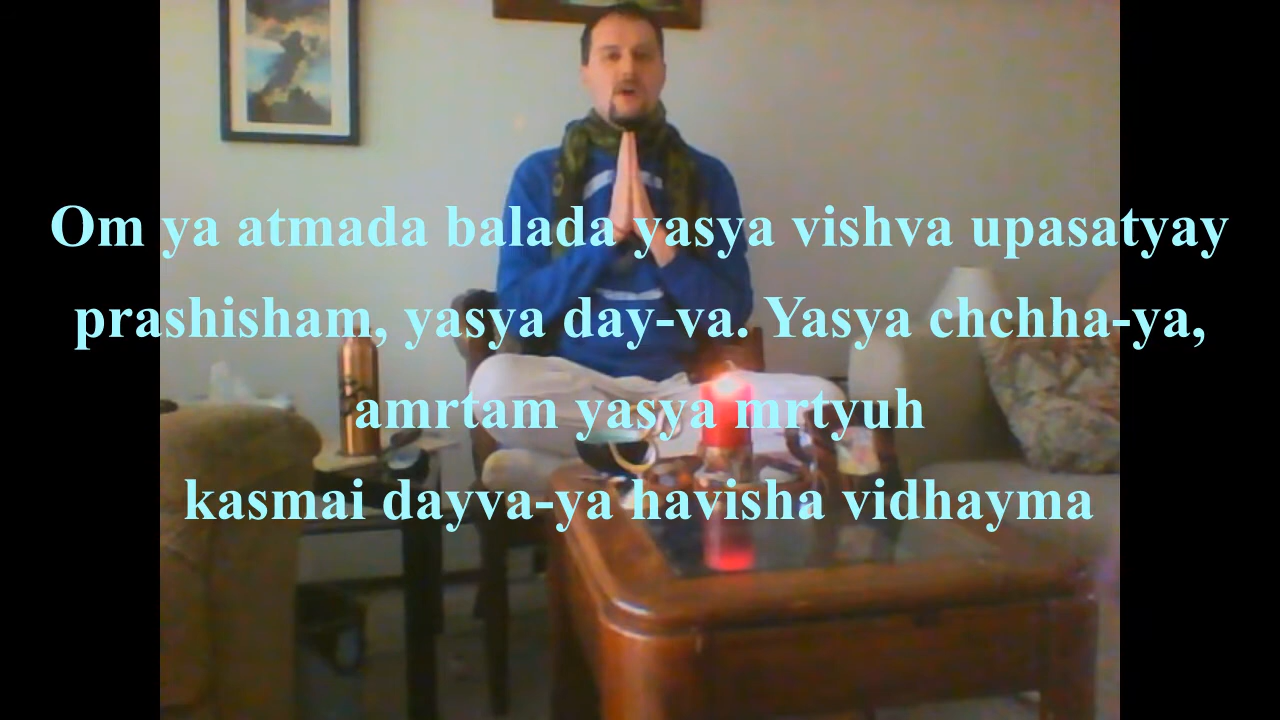 Om ya atmada balada yasya vishva upasatyay
prashisham, yasya day-va. Yasya chchha-ya,
amrtam yasya mrtyuh
kasmai dayva-ya havisha vidhayma